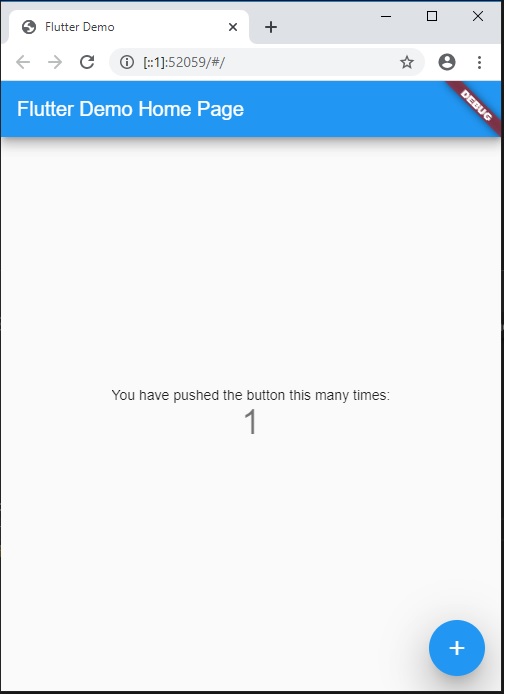 Flutter Demo
[::1]:52059/#/
Flutter Demo Home Page
DEBUG
You have pushed the button this many times:
1
+